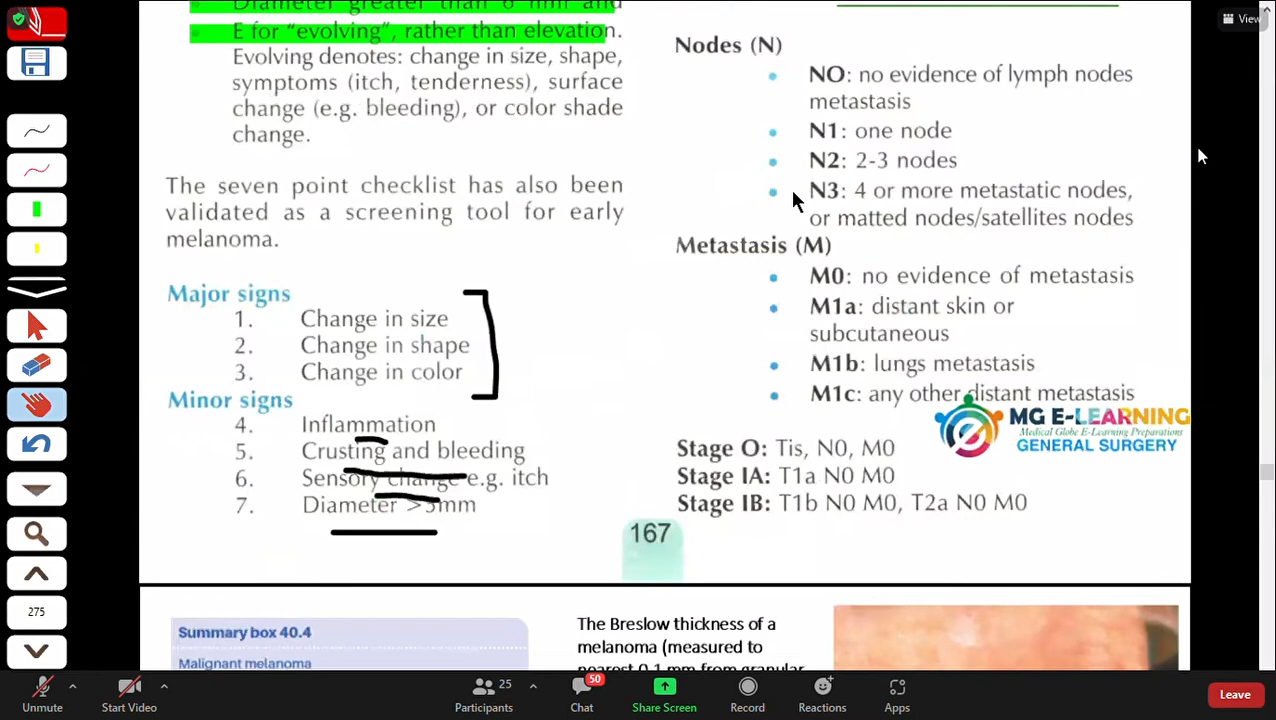 Diameter greater than 6 mm and
E for “evolving”, rather than elevation.
Evolving denotes: change in size, shape,
symptoms (itch, tenderness), surface
change (e.g. bleeding), or color shade
change.
The seven point checklist has also been
validated as a screening tool for early
melanoma.
Major signs
1. Change in size
2. Change in shape
3. Change in color
Minor signs
4. Inflammation
5. Crusting and bleeding
6. Sensory change e.g. itch
7. Diameter >5mm
Nodes (N)
NO: no evidence of lymph nodes
metastasis
N1: one node
N2: 2-3 nodes
N3: 4 or more metastatic nodes,
or matted nodes/satellites nodes
Metastasis (M)
M0: no evidence of metastasis
M1a: distant skin or
subcutaneous
M1b: lungs metastasis
M1c: any other distant metastasis
MG E-LEARNING
Medical Globe E-Learning Preparations
GENERAL SURGERY
Stage O: Tis, N0, M0
Stage IA: T1a N0 M0
Stage IB: T1b N0 M0, T2a N0 M0
167
Summary box 40.4
Malignant melanoma
The Breslow thickness of a
melanoma (measured to
nearest 0.1 mm from granular
View
275
Unmute
Start Video
25
Participants
50
Chat
Share Screen
Record
Reactions
Apps
Leave